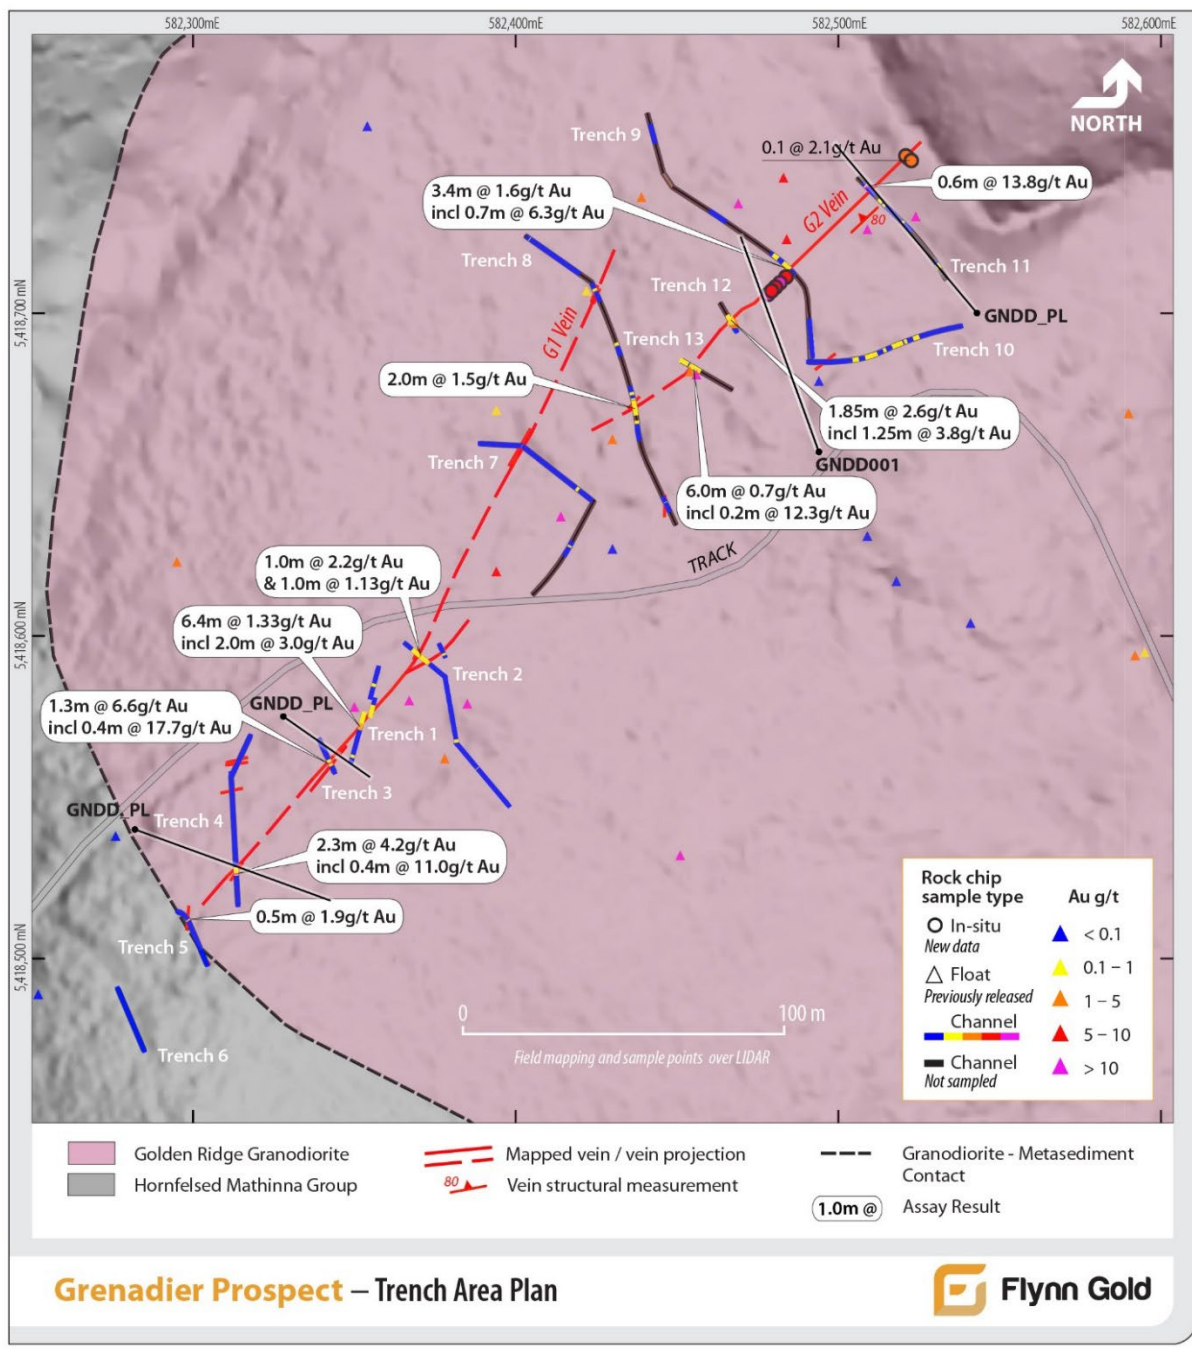 582,300mE
582,400mE
582,500mE
582,600mE
5,418,700 mN
5,418,600 mN
5,418,500 mN
NORTH
Trench 9
0.1 @ 2.1g/t Au
3.4m @ 1.6g/t Au
incl 0.7m @ 6.3g/t Au
0.6m @ 13.8g/t Au
G2 Vein
80
Trench 8
Trench 11
Trench 12
GNDD_PL
G1 Vein
Trench 13
Trench 10
2.0m @ 1.5g/t Au
1.85m @ 2.6g/t Au
incl 1.25m @ 3.8g/t Au
Trench 7
GNDD001
6.0m @ 0.7g/t Au
incl 0.2m @ 12.3g/t Au
TRACK
1.0m @ 2.2g/t Au
& 1.0m @ 1.13g/t Au
6.4m @ 1.33g/t Au
incl 2.0m @ 3.0g/t Au
Trench 2
GNDD_PL
1.3m @ 6.6g/t Au
incl 0.4m @ 17.7g/t Au
Trench 1
Trench 3
GNDD_PL
Trench 4
2.3m @ 4.2g/t Au
incl 0.4m @ 11.0g/t Au
0.5m @ 1.9g/t Au
Trench 5
Trench 6
0
100 m
Field mapping and sample points over LIDAR
Rock chip
sample type
In-situ
New data
Float
Previously released
Channel
Channel
Not sampled
Au g/t
< 0.1
0.1 – 1
1 – 5
5 – 10
> 10
Golden Ridge Granodiorite
Hornfelsed Mathinna Group
Mapped vein / vein projection
80
Vein structural measurement
Granodiorite - Metasediment
Contact
1.0m @
Assay Result
Grenadier Prospect – Trench Area Plan
Flynn Gold